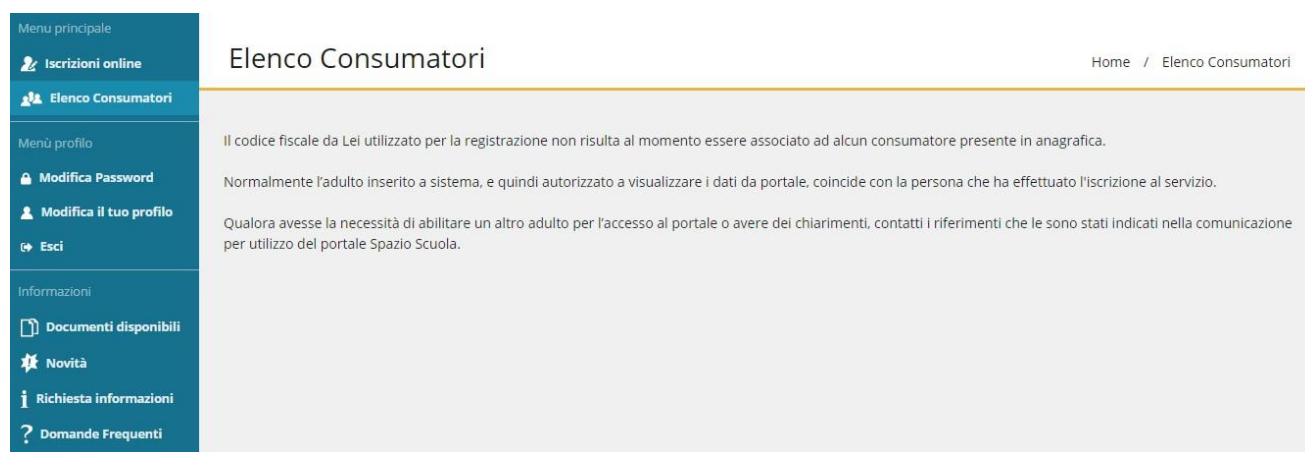 Menu principale
Iscrizioni online
Elenco Consumatori
Menù profilo
Modifica Password
Modifica il tuo profilo
Esci
Informazioni
Documenti disponibili
Novità
Richiesta informazioni
Domande Frequenti
Elenco Consumatori
Home / Elenco Consumatori
Il codice fiscale da Lei utilizzato per la registrazione non risulta al momento essere associato ad alcun consumatore presente in anagrafica.
Normalmente l’adulto inserito a sistema, e quindi autorizzato a visualizzare i dati da portale, coincide con la persona che ha effettuato l'iscrizione al servizio.
Qualora avesse la necessità di abilitare un altro adulto per l’accesso al portale o avere dei chiarimenti, contatti i riferimenti che le sono stati indicati nella comunicazione
per utilizzo del portale Spazio Scuola.